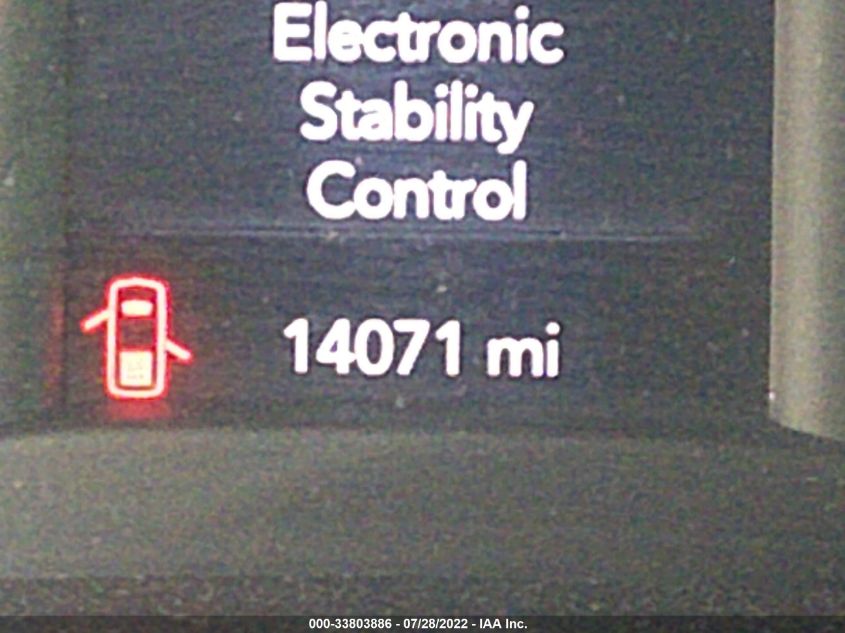 Electronic
Stability
Control
14071 mi
000-33803886 - 07/28/2022 - IAA Inc.